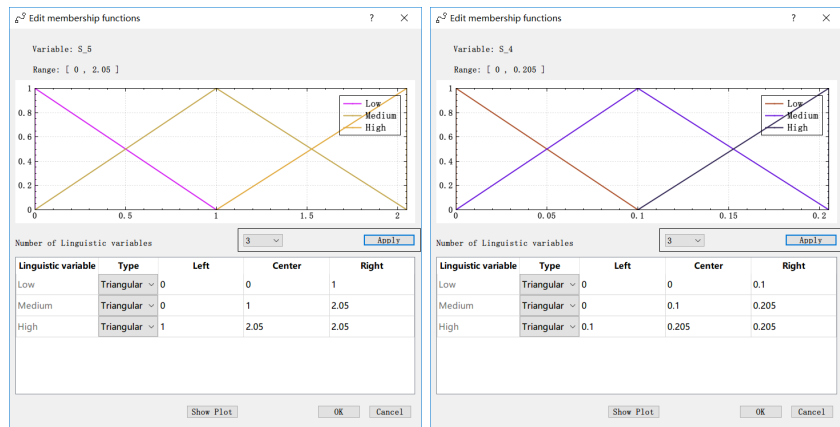 Edit membership functions ? ×
Variable: S_5
Range: [ 0 , 2.05 ]
1
0.8
0.6
0.4
0.2
0
Low
Medium
High
0 0.5 1 1.5 2
Number of Linguistic variables 3 Apply
Linguistic variable Type Left Center Right
Low Triangular 0 0 1
Medium Triangular 0 1 2.05
High Triangular 1 2.05 2.05
Show Plot OK Cancel
Edit membership functions ? ×
Variable: S_4
Range: [ 0 , 0.205 ]
1
0.8
0.6
0.4
0.2
0
Low
Medium
High
0 0.05 0.1 0.15 0.2
Number of Linguistic variables 3 Apply
Linguistic variable Type Left Center Right
Low Triangular 0 0 0.1
Medium Triangular 0 0.1 0.205
High Triangular 0.1 0.205 0.205
Show Plot OK Cancel